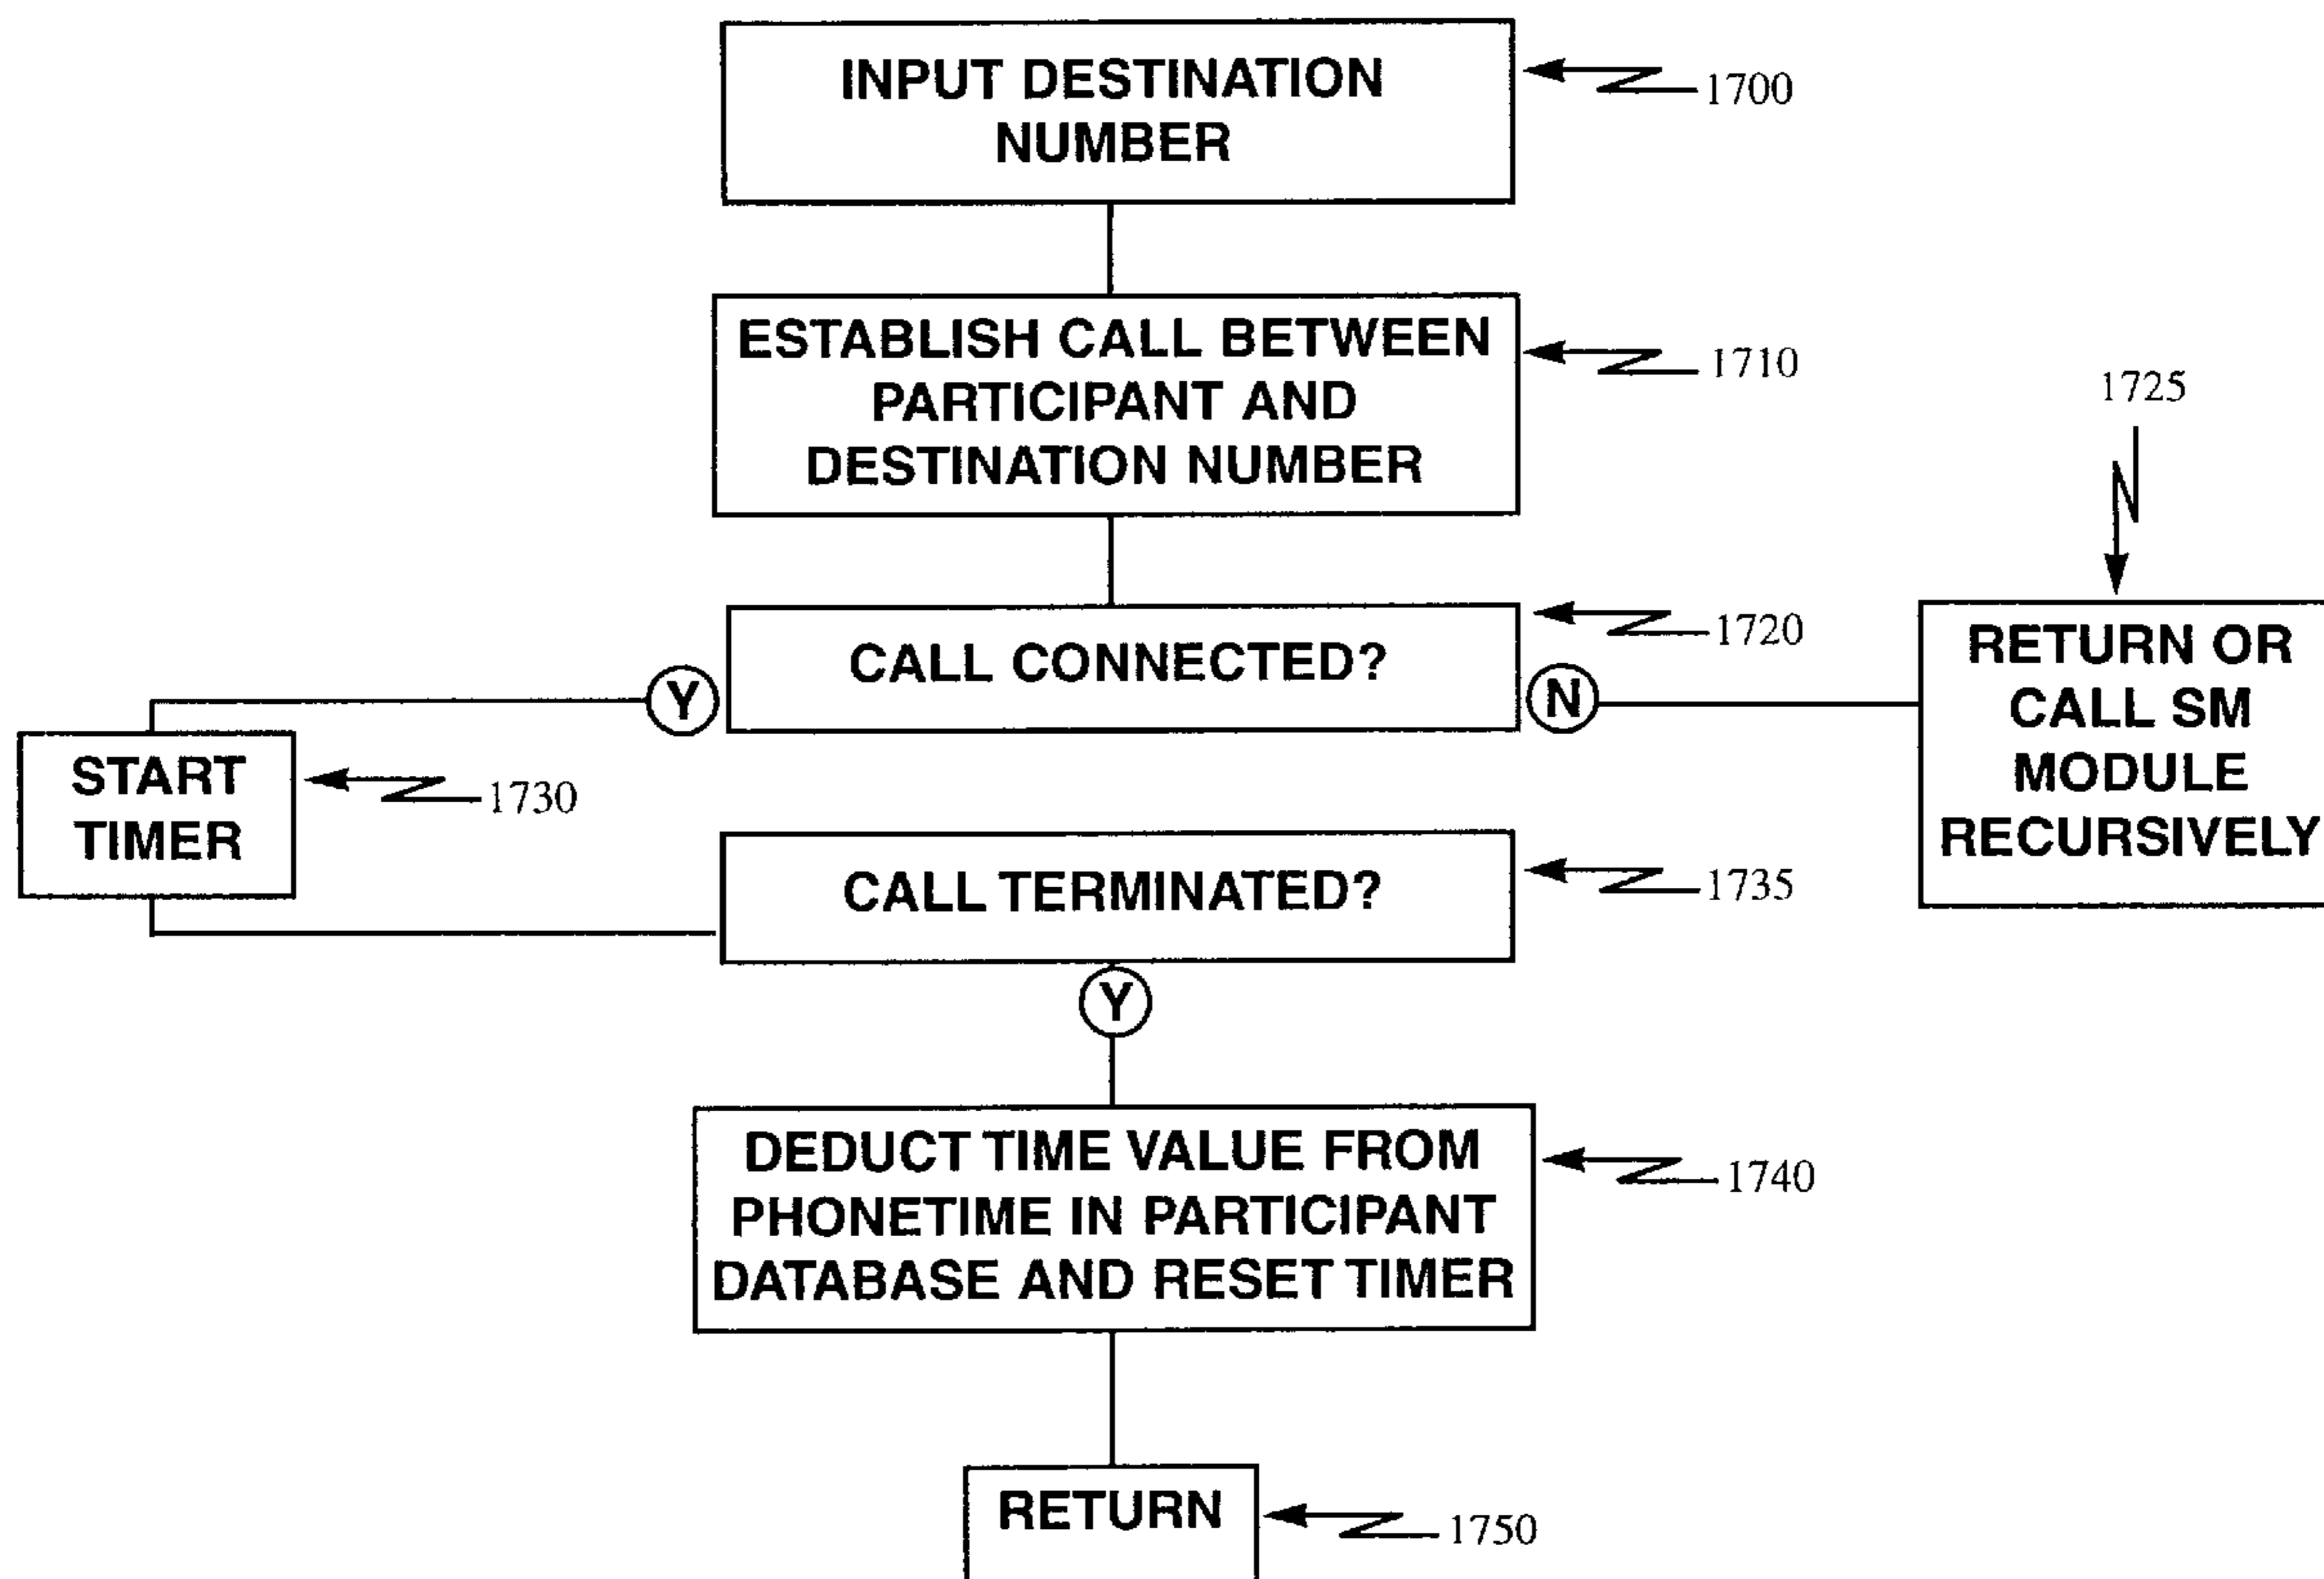 INPUT DESTINATION
NUMBER
1700
ESTABLISH CALL BETWEEN
PARTICIPANT AND
DESTINATION NUMBER
1710
1725
CALL CONNECTED?
1720
Y
N
RETURN OR
CALL SM
MODULE
RECURSIVELY
START
TIMER
1730
CALL TERMINATED?
1735
Y
DEDUCT TIME VALUE FROM
PHONETIME IN PARTICIPANT
DATABASE AND RESET TIMER
1740
RETURN
1750